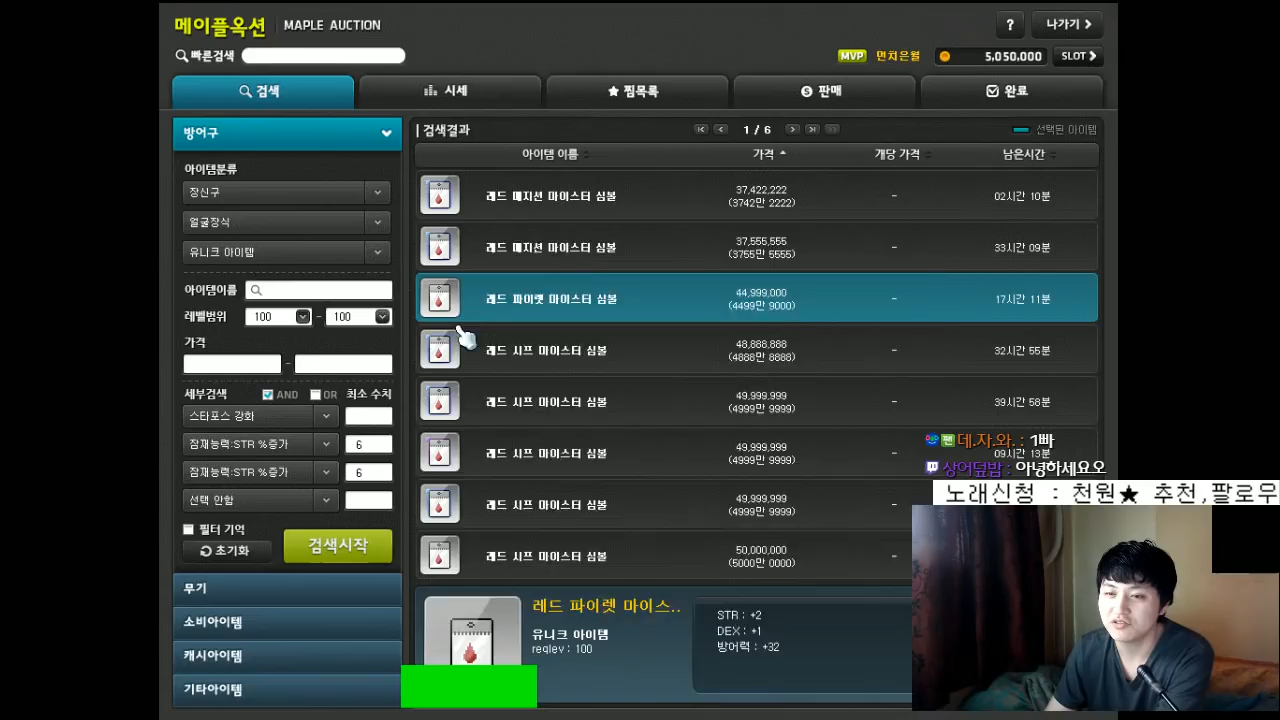 메이플옥션 MAPLE AUCTION ? 나가기
빠른검색 MVP 면치은월 5,050,000 SLOT
검색 시세 찜목록 판매 완료
방어구
아이템분류
장신구
얼굴장식
유니크 아이템
아이템이름
레벨범위 100 - 100
가격
-
세부검색 AND OR 최소 수치
스타포스 강화
잠재능력:STR %증가 6
잠재능력:STR %증가 6
선택 안함
필터 기억
초기화 검색시작
무기
소비아이템
캐시아이템
기타아이템
검색결과 1 / 6 선택된 아이템
아이템 이름 가격 개당 가격 남은시간
레드 매지션 마이스터 심볼 37,422,222 (3742만 2222) - 02시간 10분
레드 매지션 마이스터 심볼 37,555,555 (3755만 5555) - 33시간 09분
레드 파이렛 마이스터 심볼 44,999,000 (4499만 9000) - 17시간 11분
레드 시프 마이스터 심볼 48,888,888 (4888만 8888) - 32시간 55분
레드 시프 마이스터 심볼 49,999,999 (4999만 9999) - 39시간 58분
레드 시프 마이스터 심볼 49,999,999 (4999만 9999) - 09시간 13분
레드 시프 마이스터 심볼 49,999,999 (4999만 9999) -
레드 시프 마이스터 심볼 50,000,000 (5000만 0000) -
레드 파이렛 마이스..
유니크 아이템
reqlev : 100
STR : +2
DEX : +1
방어력 : +32
팬 데.자.와. : 1빠
상어덮밥 : 안녕하세요오
노래신청 : 천원★ 추천,팔로우